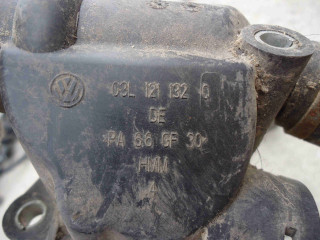 03L 121 132 Q
DE
>PA 66 GF 30<
HMM